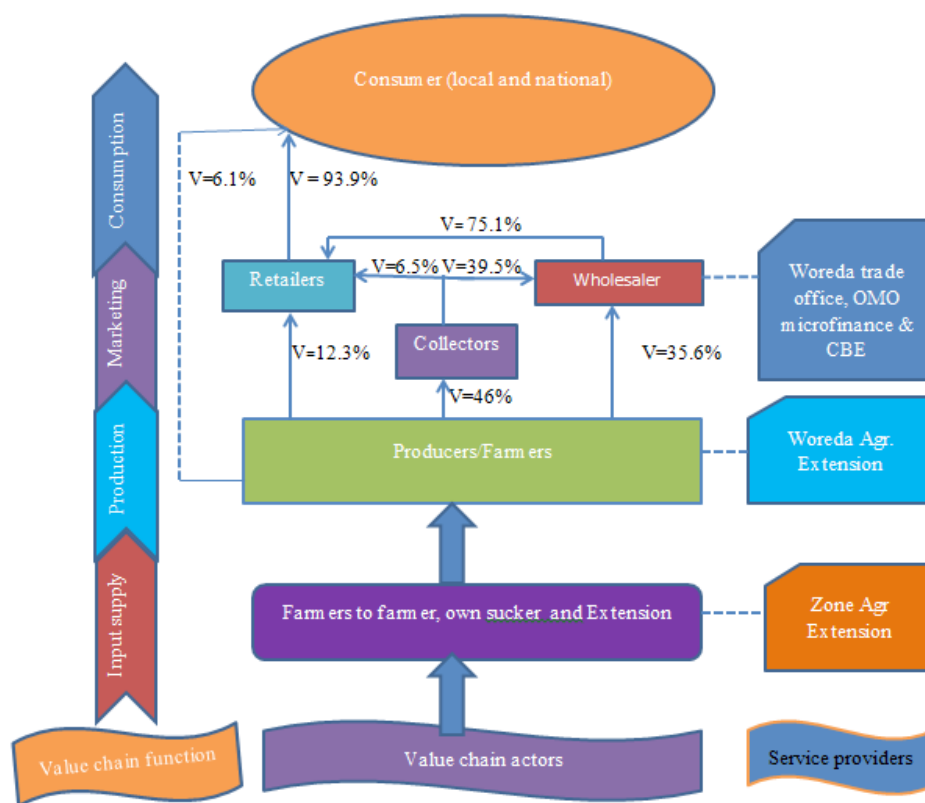 Consumer (local and national)
Consumption
V=6.1%
V = 93.9%
V= 75.1%
V=6.5%
V=39.5%
Marketing
Retailers
Wholesaler
Woreda trade
office, OMO
microfinance &
CBE
Collectors
V=12.3%
V=35.6%
V=46%
Production
Producers/Farmers
Woreda Agr.
Extension
Input supply
Farmers to farmer, own sucker and Extension
Zone Agr
Extension
Value chain function
Value chain actors
Service providers